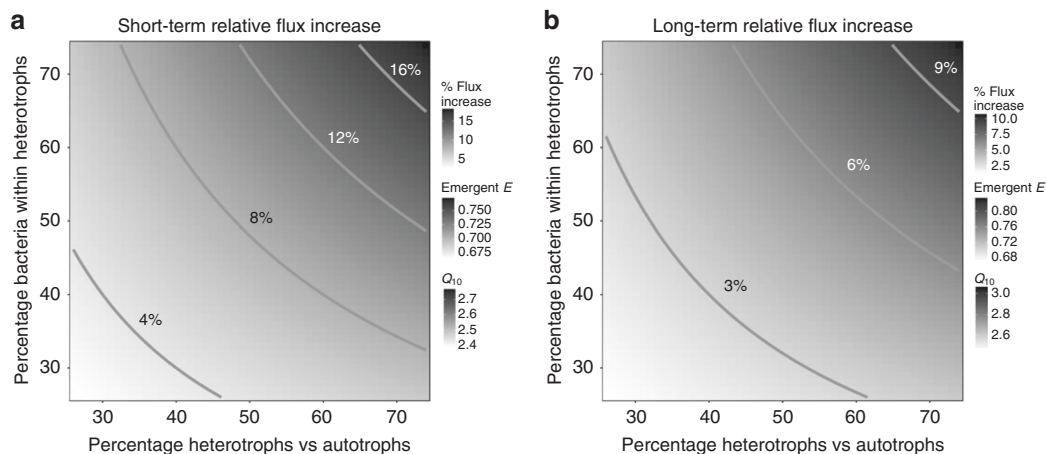 a
Short-term relative flux increase
Percentage bacteria within heterotrophs
70
60
50
40
30
30 40 50 60 70
Percentage heterotrophs vs autotrophs
16%
12%
8%
4%
% Flux
increase
15
10
5
Emergent E
0.750
0.725
0.700
0.675
Q10
2.7
2.6
2.5
2.4
b
Long-term relative flux increase
Percentage bacteria within heterotrophs
70
60
50
40
30
30 40 50 60 70
Percentage heterotrophs vs autotrophs
9%
6%
3%
% Flux
increase
10.0
7.5
5.0
2.5
Emergent E
0.80
0.76
0.72
0.68
Q10
3.0
2.8
2.6